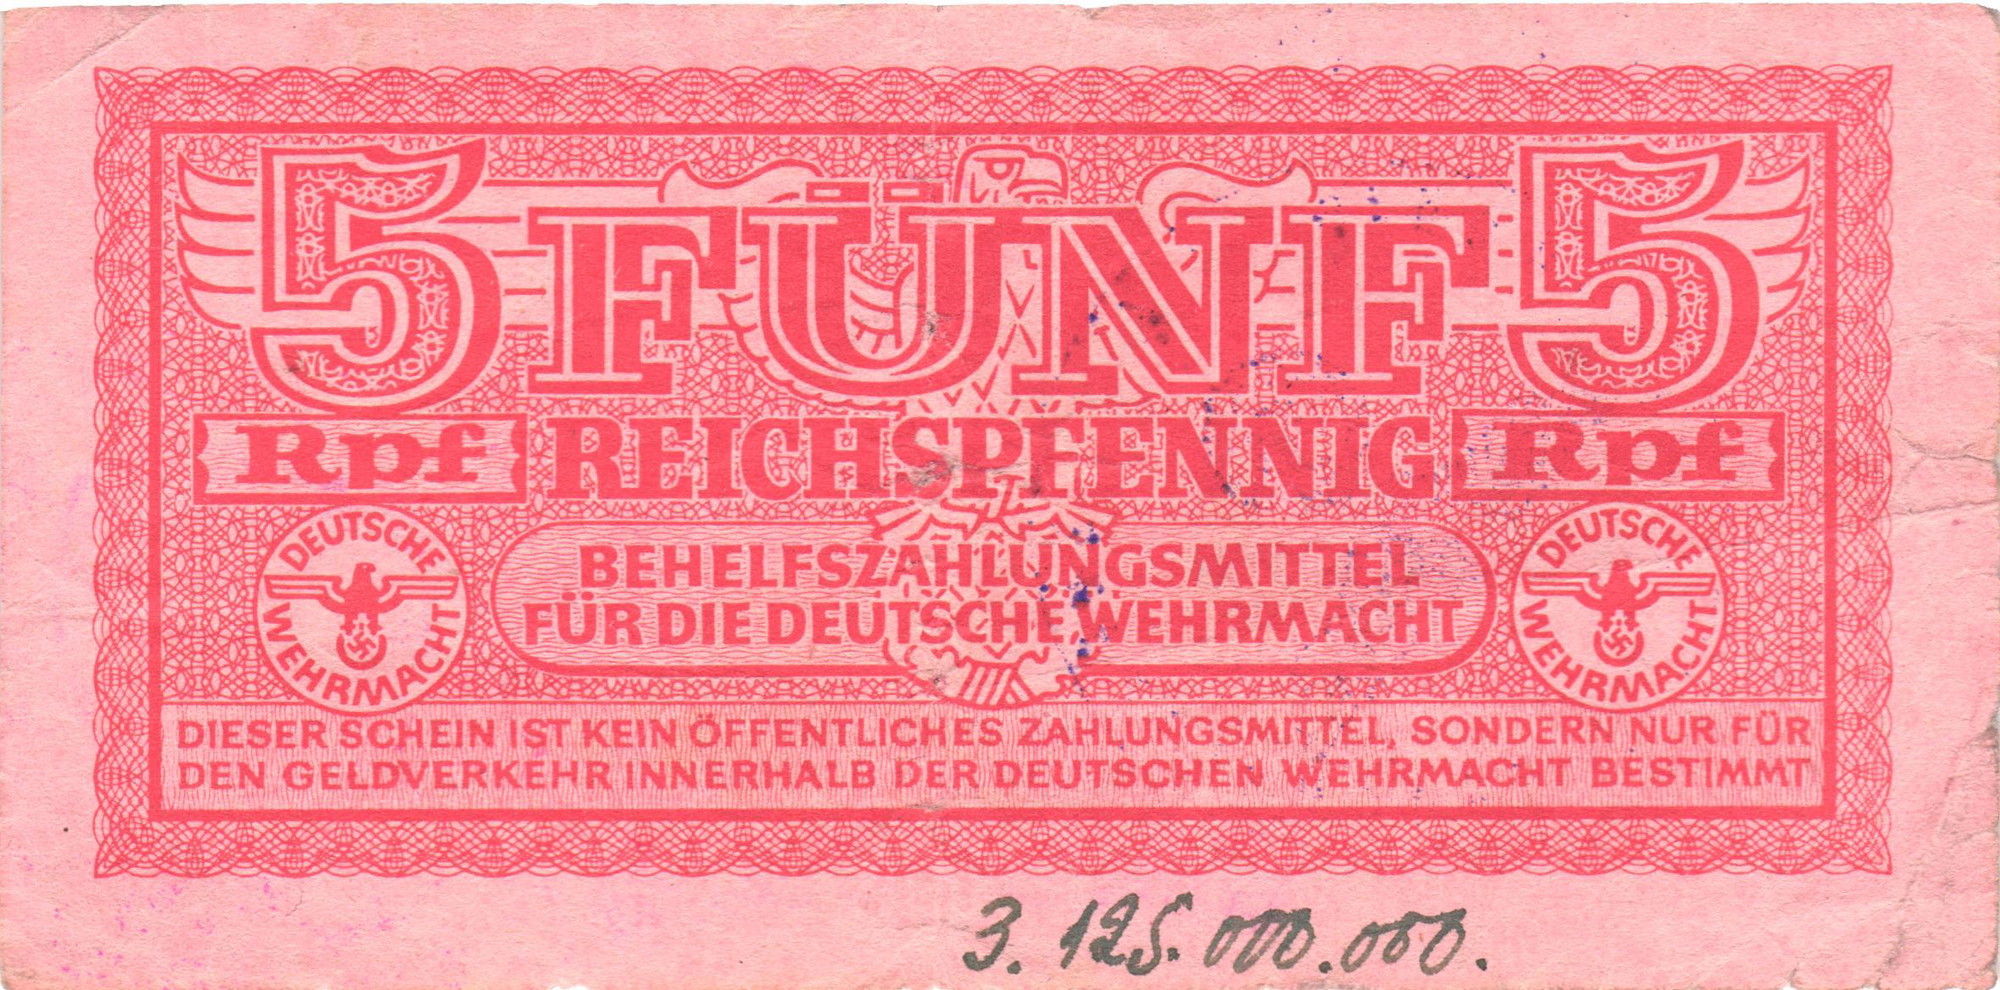 5 FÜNF 5
Rpf REICHSPFENNIG Rpf
DEUTSCHE WEHRMACHT
BEHELFSZAHLUNGSMITTEL
FÜR DIE DEUTSCHE WEHRMACHT
DEUTSCHE WEHRMACHT
DIESER SCHEIN IST KEIN ÖFFENTLICHES ZAHLUNGSMITTEL, SONDERN NUR FÜR
DEN GELDVERKEHR INNERHALB DER DEUTSCHEN WEHRMACHT BESTIMMT
3.125.000.000.